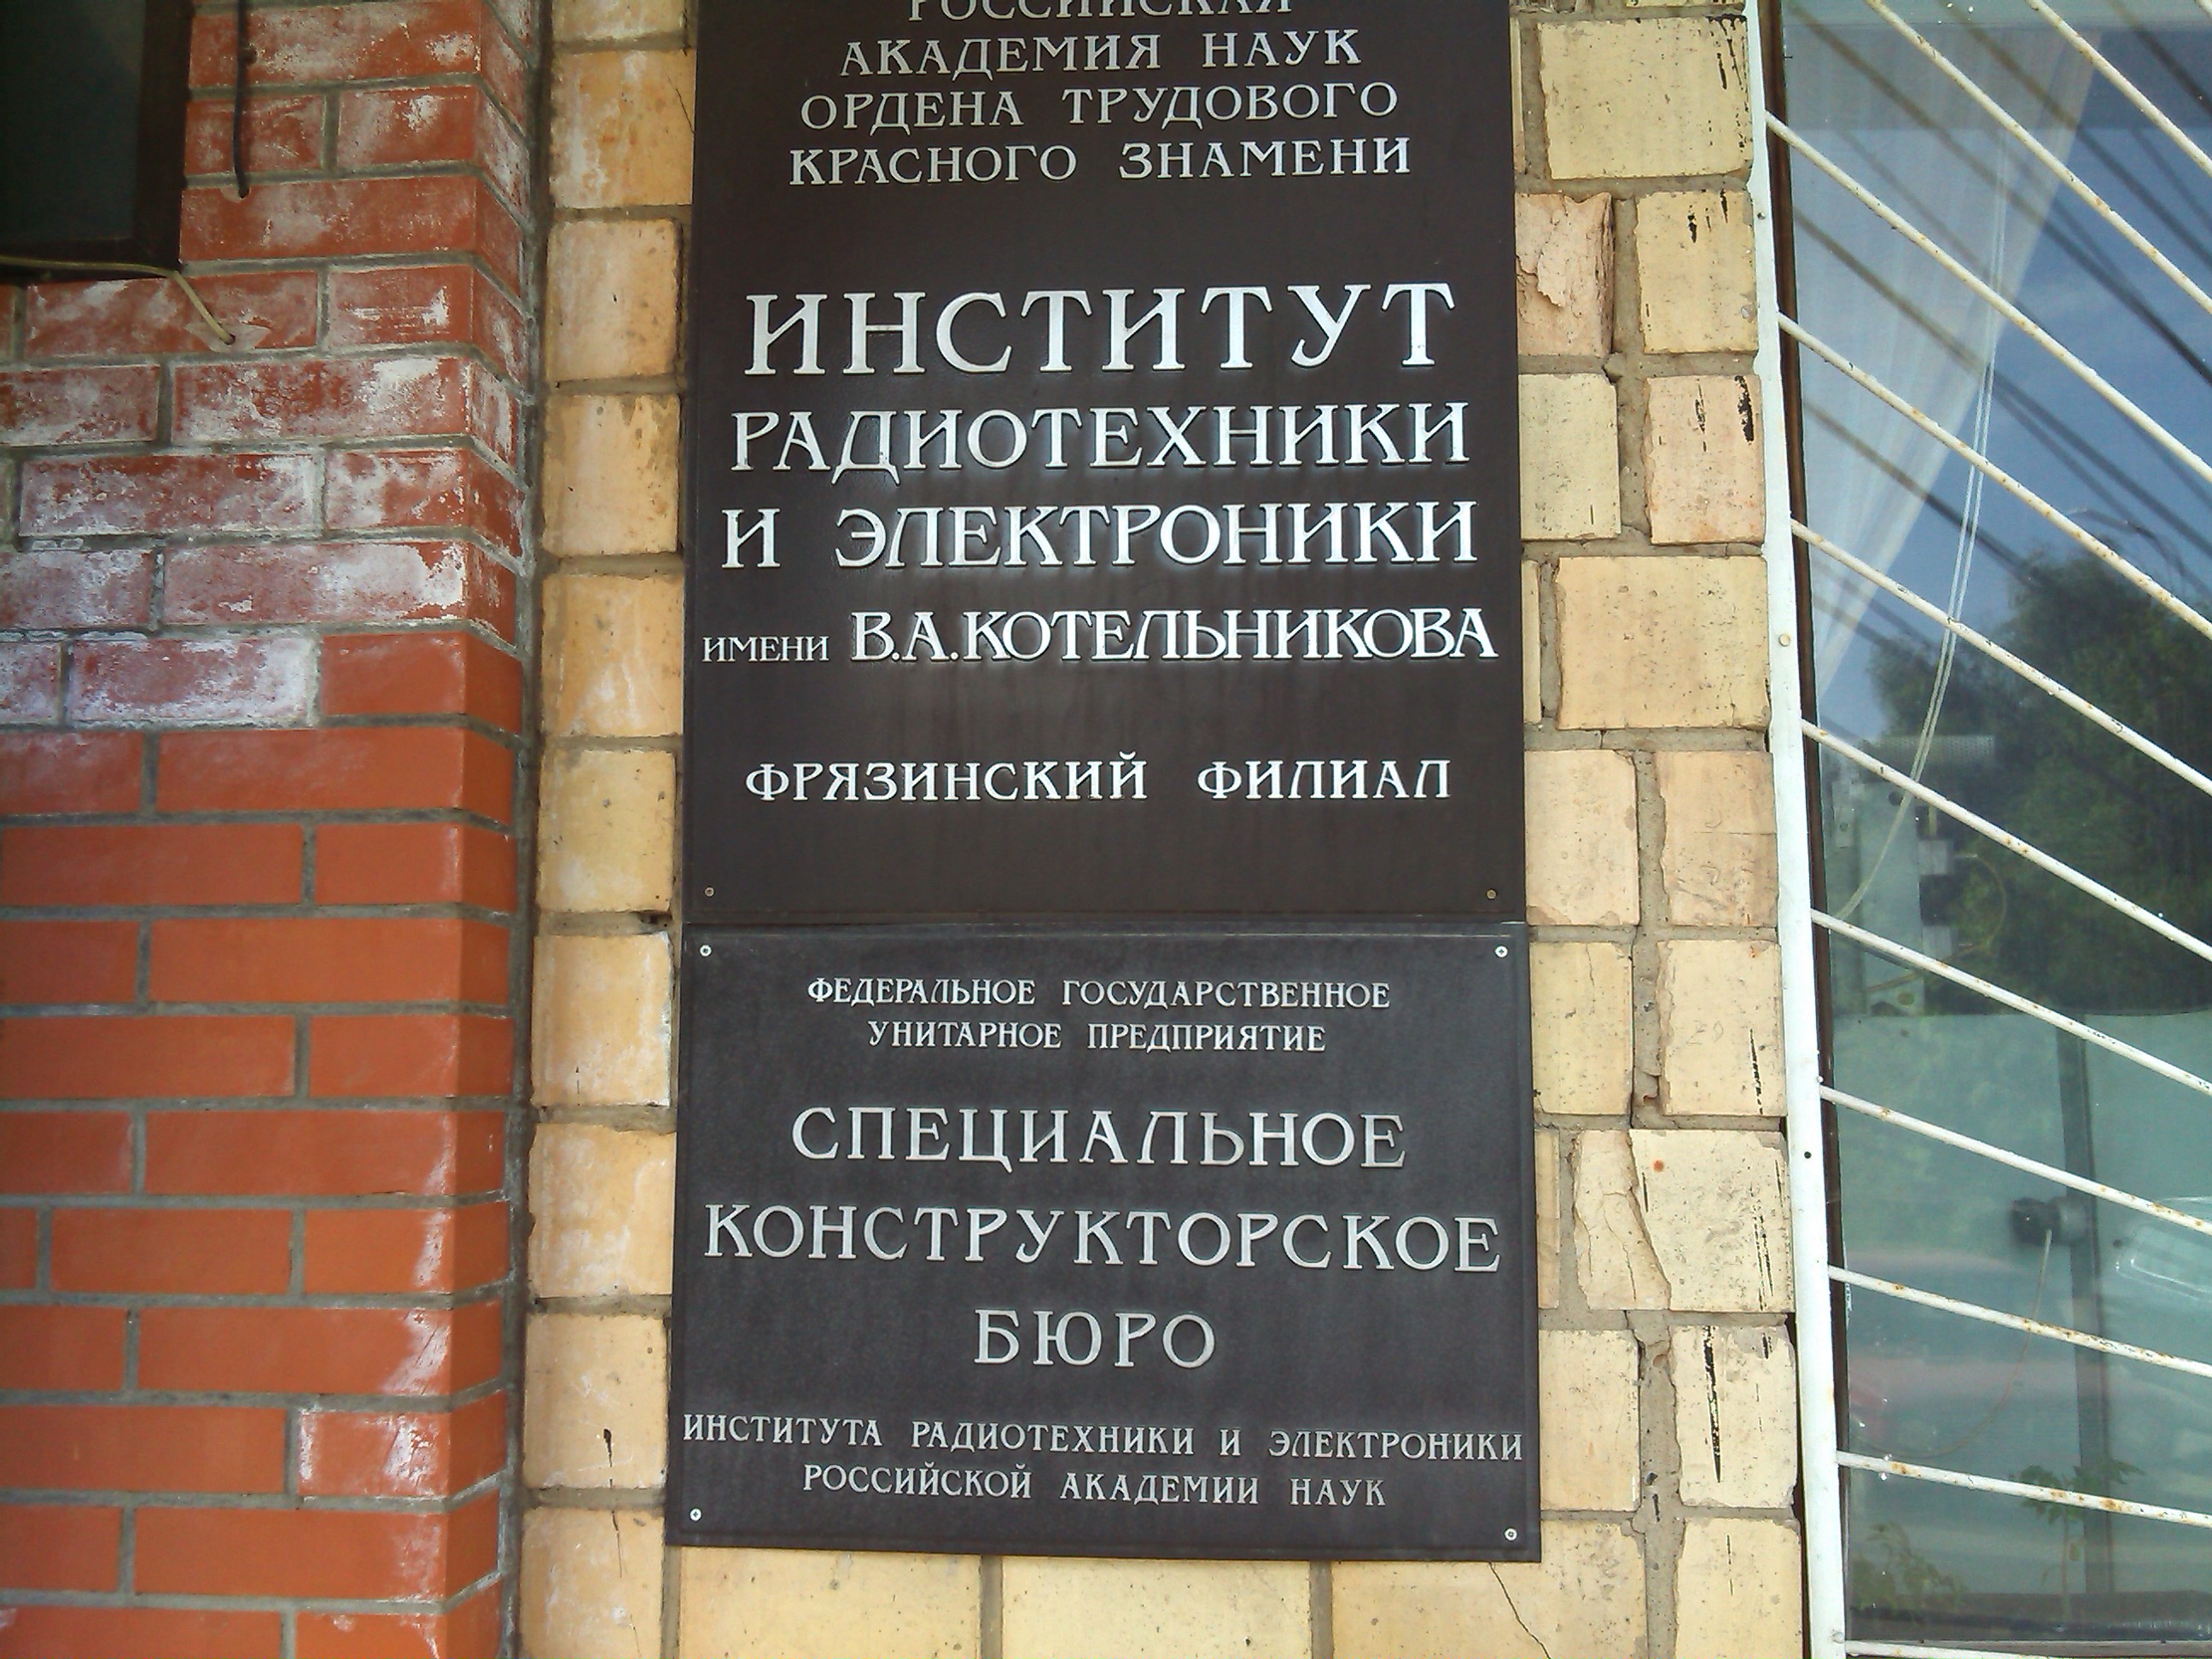 РОССИЙСКАЯ
АКАДЕМИЯ НАУК
ОРДЕНА ТРУДОВОГО
КРАСНОГО ЗНАМЕНИ
ИНСТИТУТ
РАДИОТЕХНИКИ
И ЭЛЕКТРОНИКИ
ИМЕНИ В.А.КОТЕЛЬНИКОВА
ФРЯЗИНСКИЙ ФИЛИАЛ
ФЕДЕРАЛЬНОЕ ГОСУДАРСТВЕННОЕ
УНИТАРНОЕ ПРЕДПРИЯТИЕ
СПЕЦИАЛЬНОЕ
КОНСТРУКТОРСКОЕ
БЮРО
ИНСТИТУТА РАДИОТЕХНИКИ И ЭЛЕКТРОНИКИ
РОССИЙСКОЙ АКАДЕМИИ НАУК